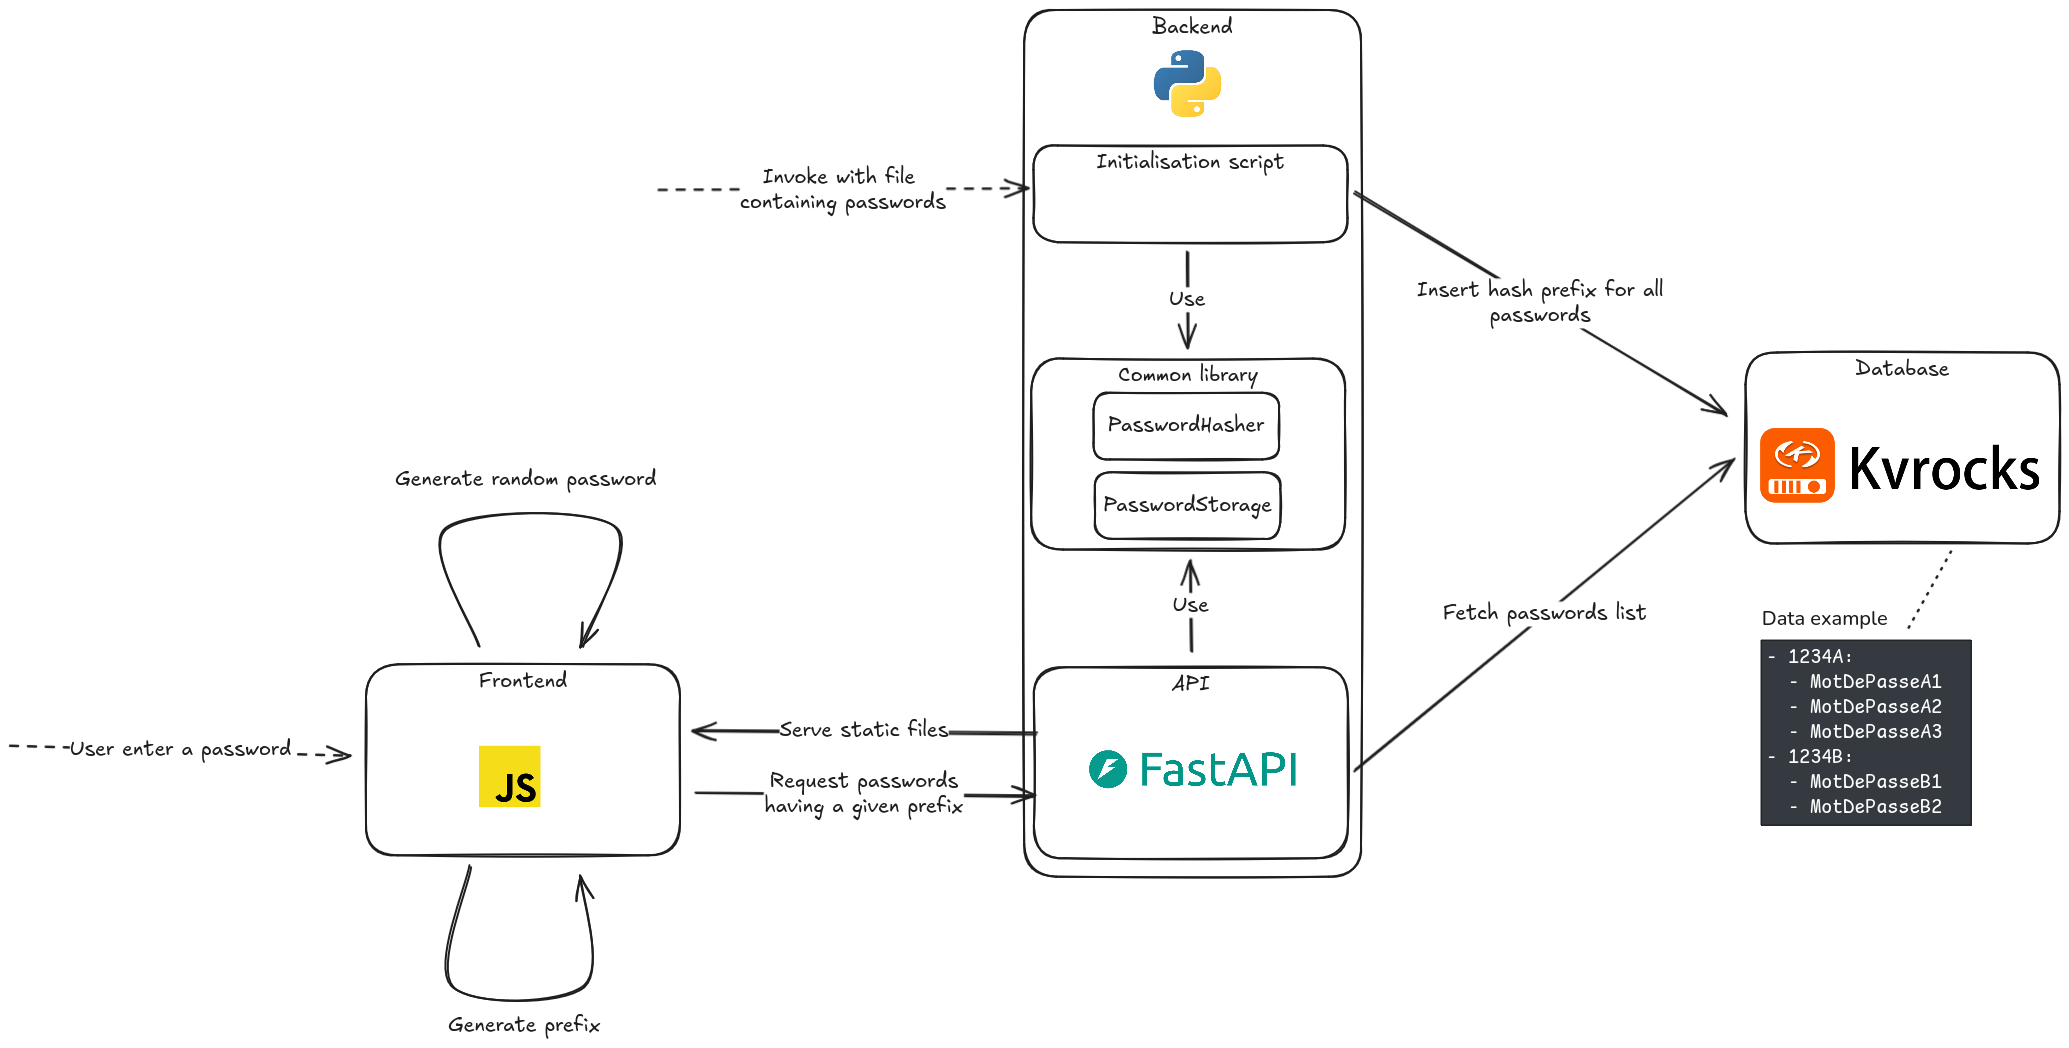 Backend
Initialisation script
Invoke with file
containing passwords
Use
Insert hash prefix for all
passwords
Common library
PasswordHasher
PasswordStorage
Database
Kvrocks
Generate random password
Use
Fetch passwords list
Data example
- 1234A:
- MotDePasseA1
- MotDePasseA2
- MotDePasseA3
- 1234B:
- MotDePasseB1
- MotDePasseB2
Frontend
JS
User enter a password
Serve static files
Request passwords
having a given prefix
API
FastAPI
Generate prefix